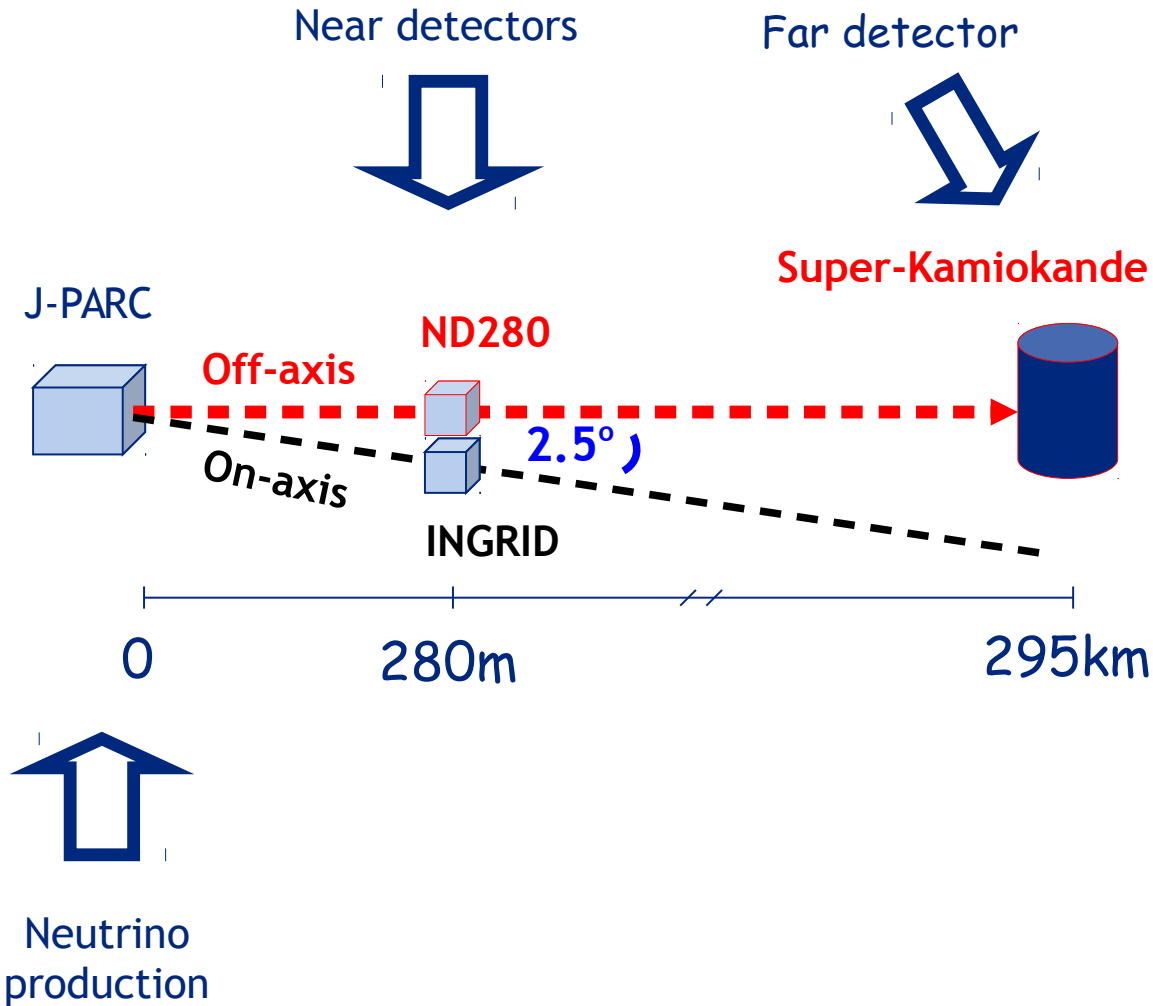 Near detectors
Far detector
Super-Kamiokande
J-PARC
ND280
Off-axis
2.5°
On-axis
INGRID
0
280m
295km
Neutrino
production